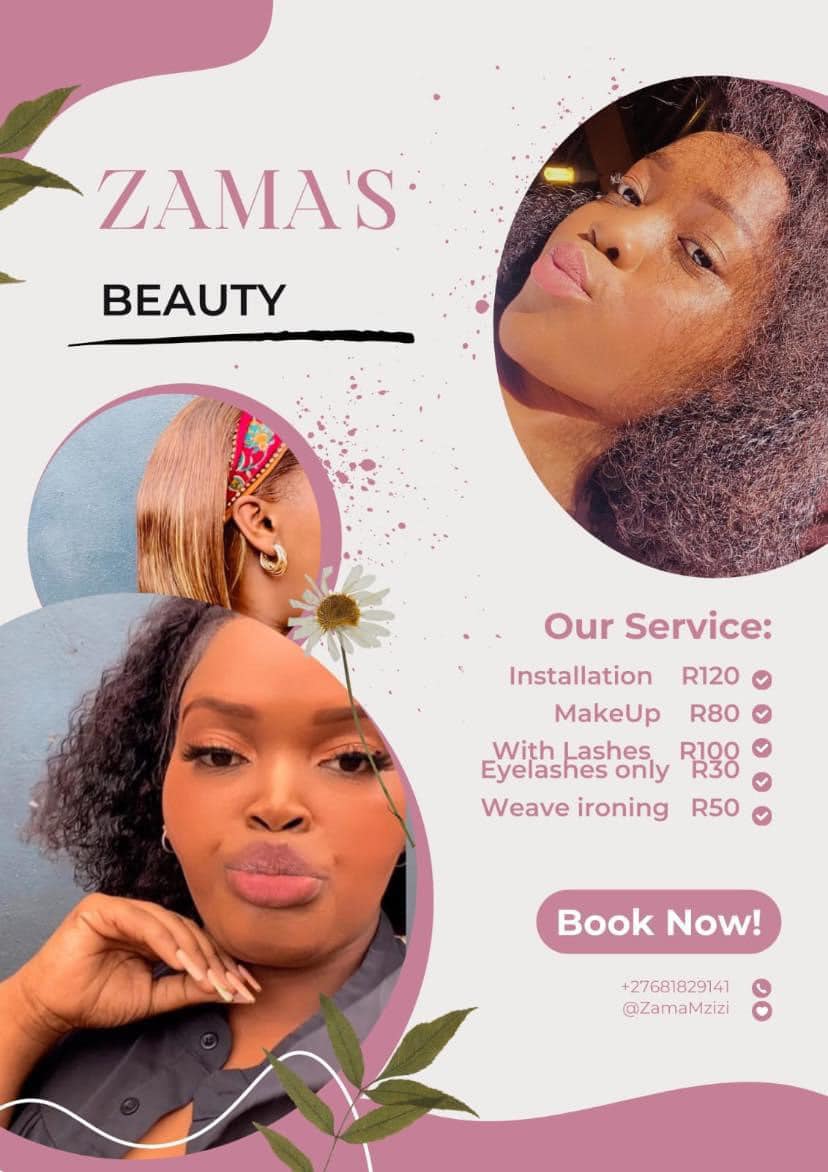 ZAMA'S
BEAUTY
Our Service:
Installation R120
MakeUp R80
With Lashes R100
Eyelashes only R30
Weave ironing R50
Book Now!
+27681829141
@ZamaMzizi